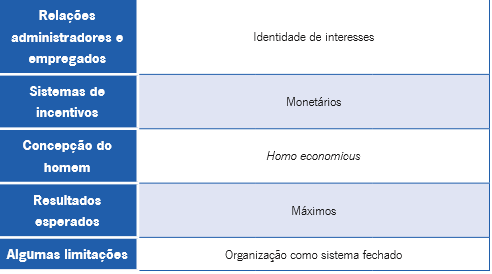 Relações
administradores e
empregados
Identidade de interesses
Sistemas de
incentivos
Monetários
Concepção do
homem
Homo economicus
Resultados
esperados
Máximos
Algumas limitações
Organização como sistema fechado